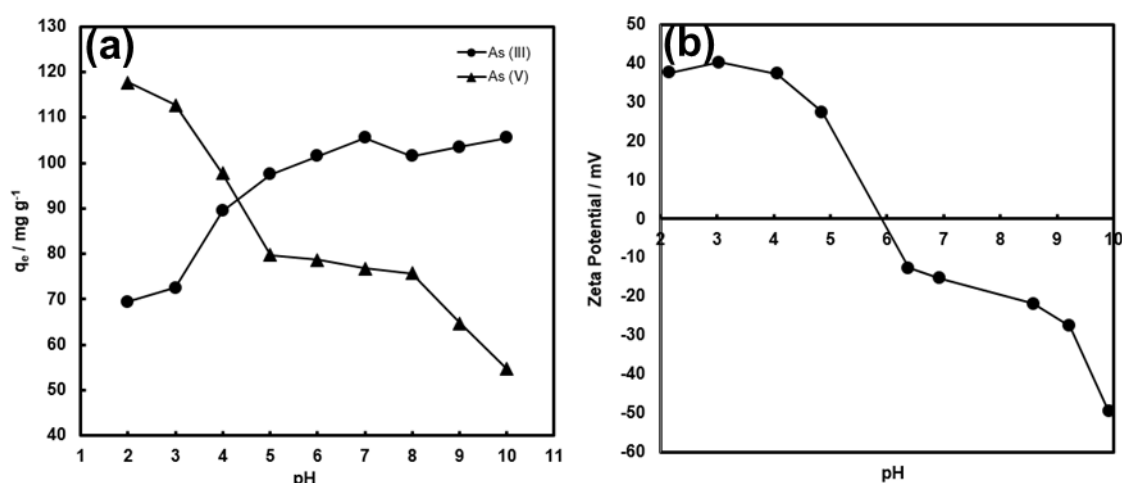 (a)
As (III)
As (V)
130
120
110
100
90
80
70
60
50
40
qe / mg g-1
1 2 3 4 5 6 7 8 9 10 11
pH
(b)
50
40
30
20
10
0
-10
-20
-30
-40
-50
-60
Zeta Potential / mV
2 3 4 5 6 7 8 9 10
pH